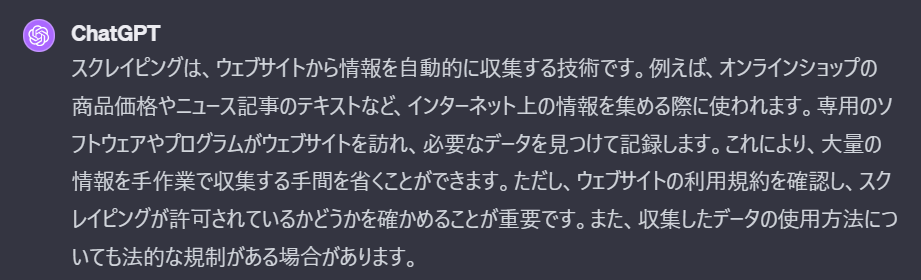 ChatGPT
スクレイピングは、ウェブサイトから情報を自動的に収集する技術です。例えば、オンラインショップの
商品価格やニュース記事のテキストなど、インターネット上の情報を集める際に使われます。専用のソ
フトウェアやプログラムがウェブサイトを訪れ、必要なデータを見つけて記録します。これにより、大量の
情報を手作業で収集する手間を省くことができます。ただし、ウェブサイトの利用規約を確認し、スク
レイピングが許可されているかどうかを確かめることが重要です。また、収集したデータの使用方法につ
いても法的な規制がある場合があります。